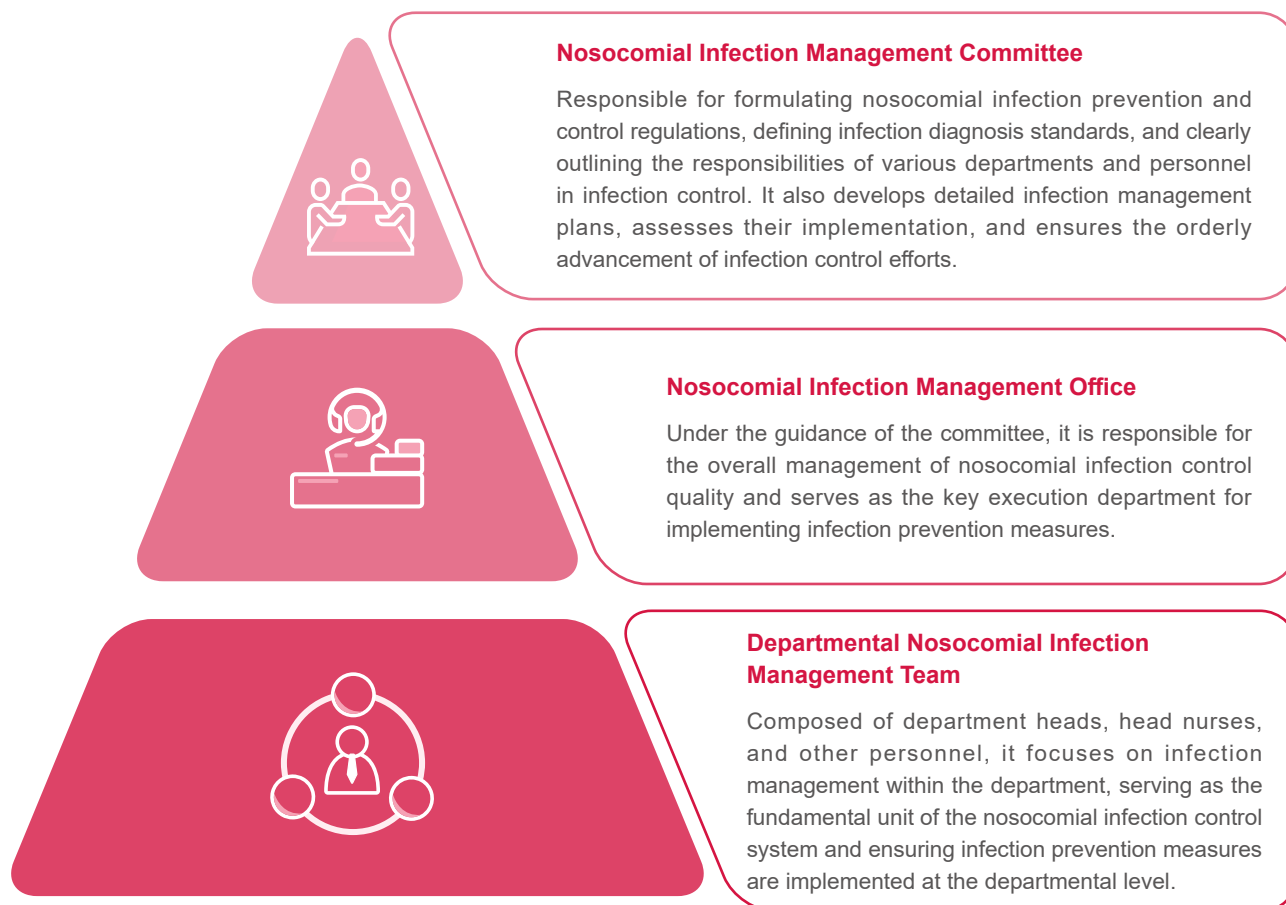 Nosocomial Infection Management Committee
Responsible for formulating nosocomial infection prevention and
control regulations, defining infection diagnosis standards, and clearly
outlining the responsibilities of various departments and personnel
in infection control. It also develops detailed infection management
plans, assesses their implementation, and ensures the orderly
advancement of infection control efforts.
Nosocomial Infection Management Office
Under the guidance of the committee, it is responsible for
the overall management of nosocomial infection control
quality and serves as the key execution department for
implementing infection prevention measures.
Departmental Nosocomial Infection
Management Team
Composed of department heads, head nurses,
and other personnel, it focuses on infection
management within the department, serving as the
fundamental unit of the nosocomial infection control
system and ensuring infection prevention measures
are implemented at the departmental level.